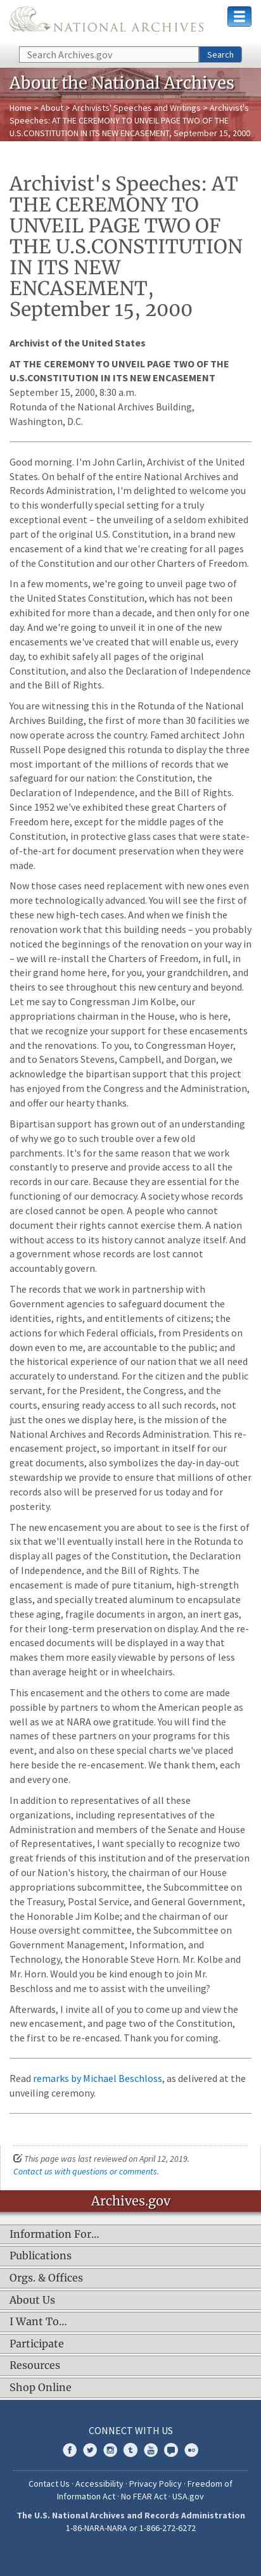 NATIONAL ARCHIVES
Search Archives.gov
Search
About the National Archives
Home > About > Archivists' Speeches and Writings > Archivist's
Speeches: AT THE CEREMONY TO UNVEIL PAGE TWO OF THE
U.S.CONSTITUTION IN ITS NEW ENCASEMENT, September 15, 2000
Archivist's Speeches: AT
THE CEREMONY TO
UNVEIL PAGE TWO OF
THE U.S.CONSTITUTION
IN ITS NEW
ENCASEMENT,
September 15, 2000
Archivist of the United States
AT THE CEREMONY TO UNVEIL PAGE TWO OF THE
U.S.CONSTITUTION IN ITS NEW ENCASEMENT
September 15, 2000, 8:30 a.m.
Rotunda of the National Archives Building,
Washington, D.C.
Good morning. I'm John Carlin, Archivist of the United
States. On behalf of the entire National Archives and
Records Administration, I'm delighted to welcome you
to this wonderfully special setting for a truly
exceptional event – the unveiling of a seldom exhibited
part of the original U.S. Constitution, in a brand new
encasement of a kind that we're creating for all pages
of the Constitution and our other Charters of Freedom.
In a few moments, we're going to unveil page two of
the United States Constitution, which has not been
exhibited for more than a decade, and then only for one
day. And we're going to unveil it in one of the new
encasements we've created that will enable us, every
day, to exhibit safely all pages of the original
Constitution, and also the Declaration of Independence
and the Bill of Rights.
You are witnessing this in the Rotunda of the National
Archives Building, the first of more than 30 facilities we
now operate across the country. Famed architect John
Russell Pope designed this rotunda to display the three
most important of the millions of records that we
safeguard for our nation: the Constitution, the
Declaration of Independence, and the Bill of Rights.
Since 1952 we've exhibited these great Charters of
Freedom here, except for the middle pages of the
Constitution, in protective glass cases that were state-
of-the-art for document preservation when they were
made.
Now those cases need replacement with new ones even
more technologically advanced. You will see the first of
these new high-tech cases. And when we finish the
renovation work that this building needs – you probably
noticed the beginnings of the renovation on your way in
– we will re-install the Charters of Freedom, in full, in
their grand home here, for you, your grandchildren, and
theirs to see throughout this new century and beyond.
Let me say to Congressman Jim Kolbe, our
appropriations chairman in the House, who is here,
that we recognize your support for these encasements
and the renovations. To you, to Congressman Hoyer,
and to Senators Stevens, Campbell, and Dorgan, we
acknowledge the bipartisan support that this project
has enjoyed from the Congress and the Administration,
and offer our hearty thanks.
Bipartisan support has grown out of an understanding
of why we go to such trouble over a few old
parchments. It's for the same reason that we work
constantly to preserve and provide access to all the
records in our care. Because they are essential for the
functioning of our democracy. A society whose records
are closed cannot be open. A people who cannot
document their rights cannot exercise them. A nation
without access to its history cannot analyze itself. And
a government whose records are lost cannot
accountably govern.
The records that we work in partnership with
Government agencies to safeguard document the
identities, rights, and entitlements of citizens; the
actions for which Federal officials, from Presidents on
down even to me, are accountable to the public; and
the historical experience of our nation that we all need
accurately to understand. For the citizen and the public
servant, for the President, the Congress, and the
courts, ensuring ready access to all such records, not
just the ones we display here, is the mission of the
National Archives and Records Administration. This re-
encasement project, so important in itself for our
great documents, also symbolizes the day-in day-out
stewardship we provide to ensure that millions of other
records also will be preserved for us today and for
posterity.
The new encasement you are about to see is the first of
six that we'll eventually install here in the Rotunda to
display all pages of the Constitution, the Declaration
of Independence, and the Bill of Rights. The
encasement is made of pure titanium, high-strength
glass, and specially treated aluminum to encapsulate
these aging, fragile documents in argon, an inert gas,
for their long-term preservation on display. And the re-
encased documents will be displayed in a way that
makes them more easily viewable by persons of less
than average height or in wheelchairs.
This encasement and the others to come are made
possible by partners to whom the American people as
well as we at NARA owe gratitude. You will find the
names of these partners on your programs for this
event, and also on these special charts we've placed
here beside the re-encasement. We thank them, each
and every one.
In addition to representatives of all these
organizations, including representatives of the
Administration and members of the Senate and House
of Representatives, I want specially to recognize two
great friends of this institution and of the preservation
of our Nation's history, the chairman of our House
appropriations subcommittee, the Subcommittee on
the Treasury, Postal Service, and General Government,
the Honorable Jim Kolbe; and the chairman of our
House oversight committee, the Subcommittee on
Government Management, Information, and
Technology, the Honorable Steve Horn. Mr. Kolbe and
Mr. Horn. Would you be kind enough to join Mr.
Beschloss and me to assist with the unveiling?
Afterwards, I invite all of you to come up and view the
new encasement, and page two of the Constitution,
the first to be re-encased. Thank you for coming.
Read remarks by Michael Beschloss, as delivered at the
unveiling ceremony.
This page was last reviewed on April 12, 2019.
Contact us with questions or comments.
Archives.gov
Information For…
Publications
Orgs. & Offices
About Us
I Want To…
Participate
Resources
Shop Online
CONNECT WITH US
Contact Us · Accessibility · Privacy Policy · Freedom of
Information Act · No FEAR Act · USA.gov
The U.S. National Archives and Records Administration
1-86-NARA-NARA or 1-866-272-6272